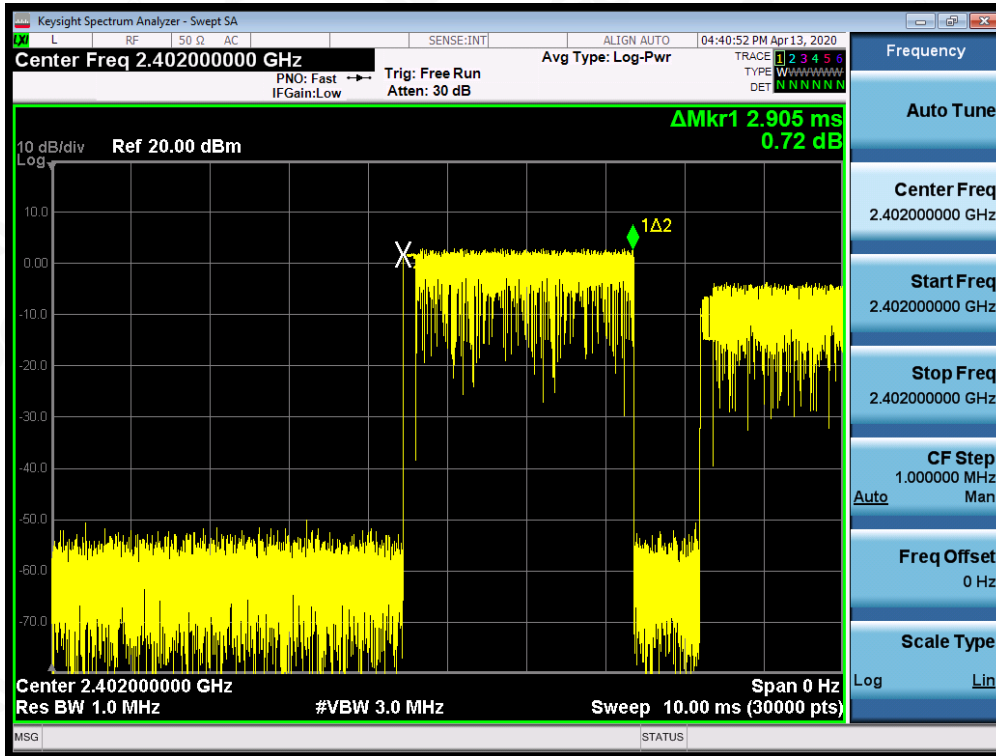 Keysight Spectrum Analyzer - Swept SA
LXI L RF 50 Ω AC SENSE:INT ALIGN AUTO 04:40:52 PM Apr 13, 2020
Center Freq 2.402000000 GHz
PNO: Fast
IFGain:Low
Trig: Free Run
Atten: 30 dB
Avg Type: Log-Pwr
TRACE 1 2 3 4 5 6
TYPE WWWWWW
DET N N N N N N
ΔMkr1 2.905 ms
0.72 dB
10 dB/div Ref 20.00 dBm
Log
10.0
0.00
-10.0
-20.0
-30.0
-40.0
-50.0
-60.0
-70.0
X
1Δ2
Center 2.402000000 GHz Span 0 Hz
Res BW 1.0 MHz #VBW 3.0 MHz Sweep 10.00 ms (30000 pts)
MSG STATUS
Frequency
Auto Tune
Center Freq
2.402000000 GHz
Start Freq
2.402000000 GHz
Stop Freq
2.402000000 GHz
CF Step
1.000000 MHz
Auto Man
Freq Offset
0 Hz
Scale Type
Log Lin